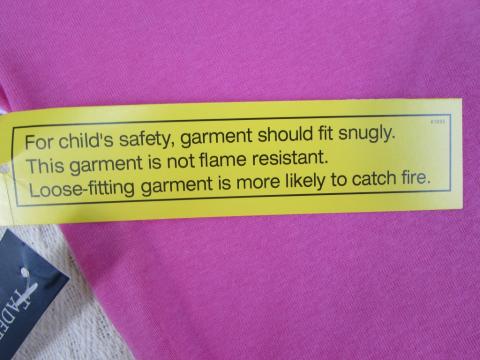 For child's safety, garment should fit snugly.
This garment is not flame resistant.
Loose-fitting garment is more likely to catch fire.